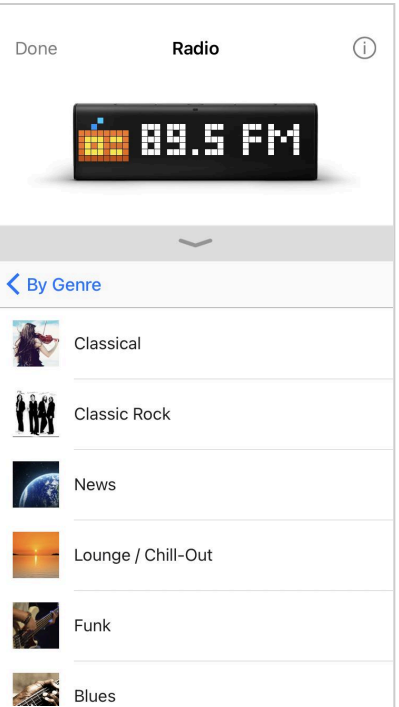 Done
Radio
89.5 FM
By Genre
Classical
Classic Rock
News
Lounge / Chill-Out
Funk
Blues